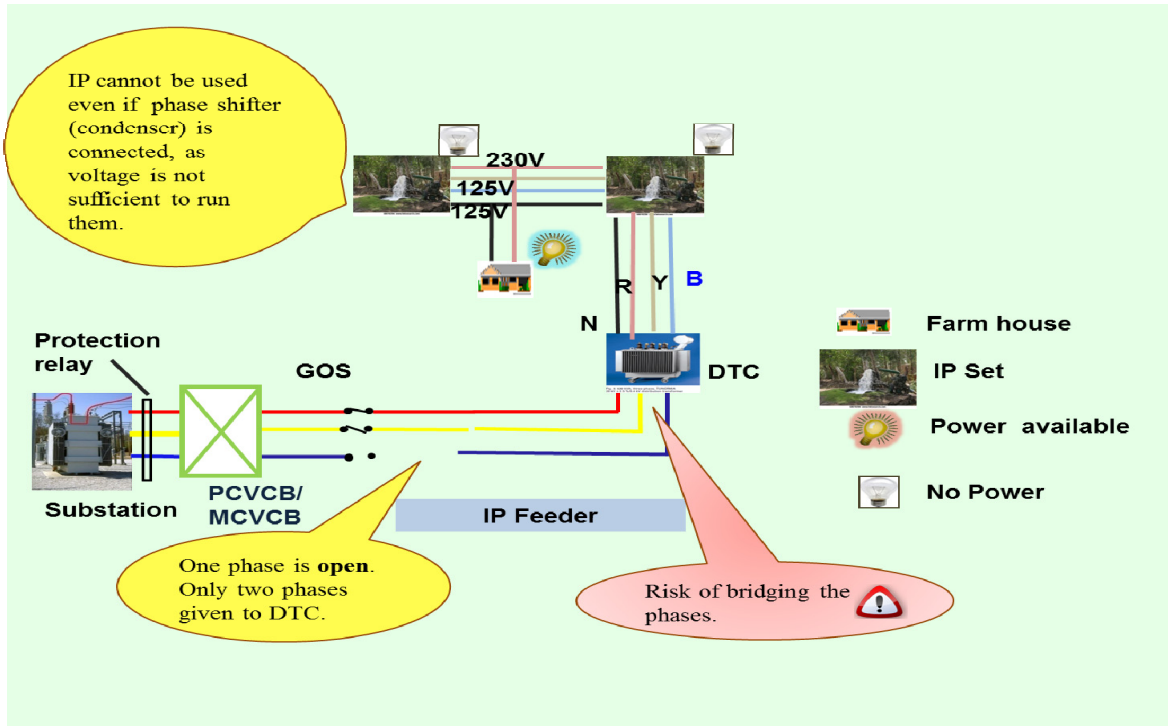 IP cannot be used
even if phase shifter
(condenser) is
connected, as
voltage is not
sufficient to run
them.
230V
125V
125V
R
Y
B
N
DTC
Protection
relay
GOS
Substation
PCVCB/
MCVCB
IP Feeder
One phase is open.
Only two phases
given to DTC.
Risk of bridging the
phases.
Farm house
IP Set
Power available
No Power